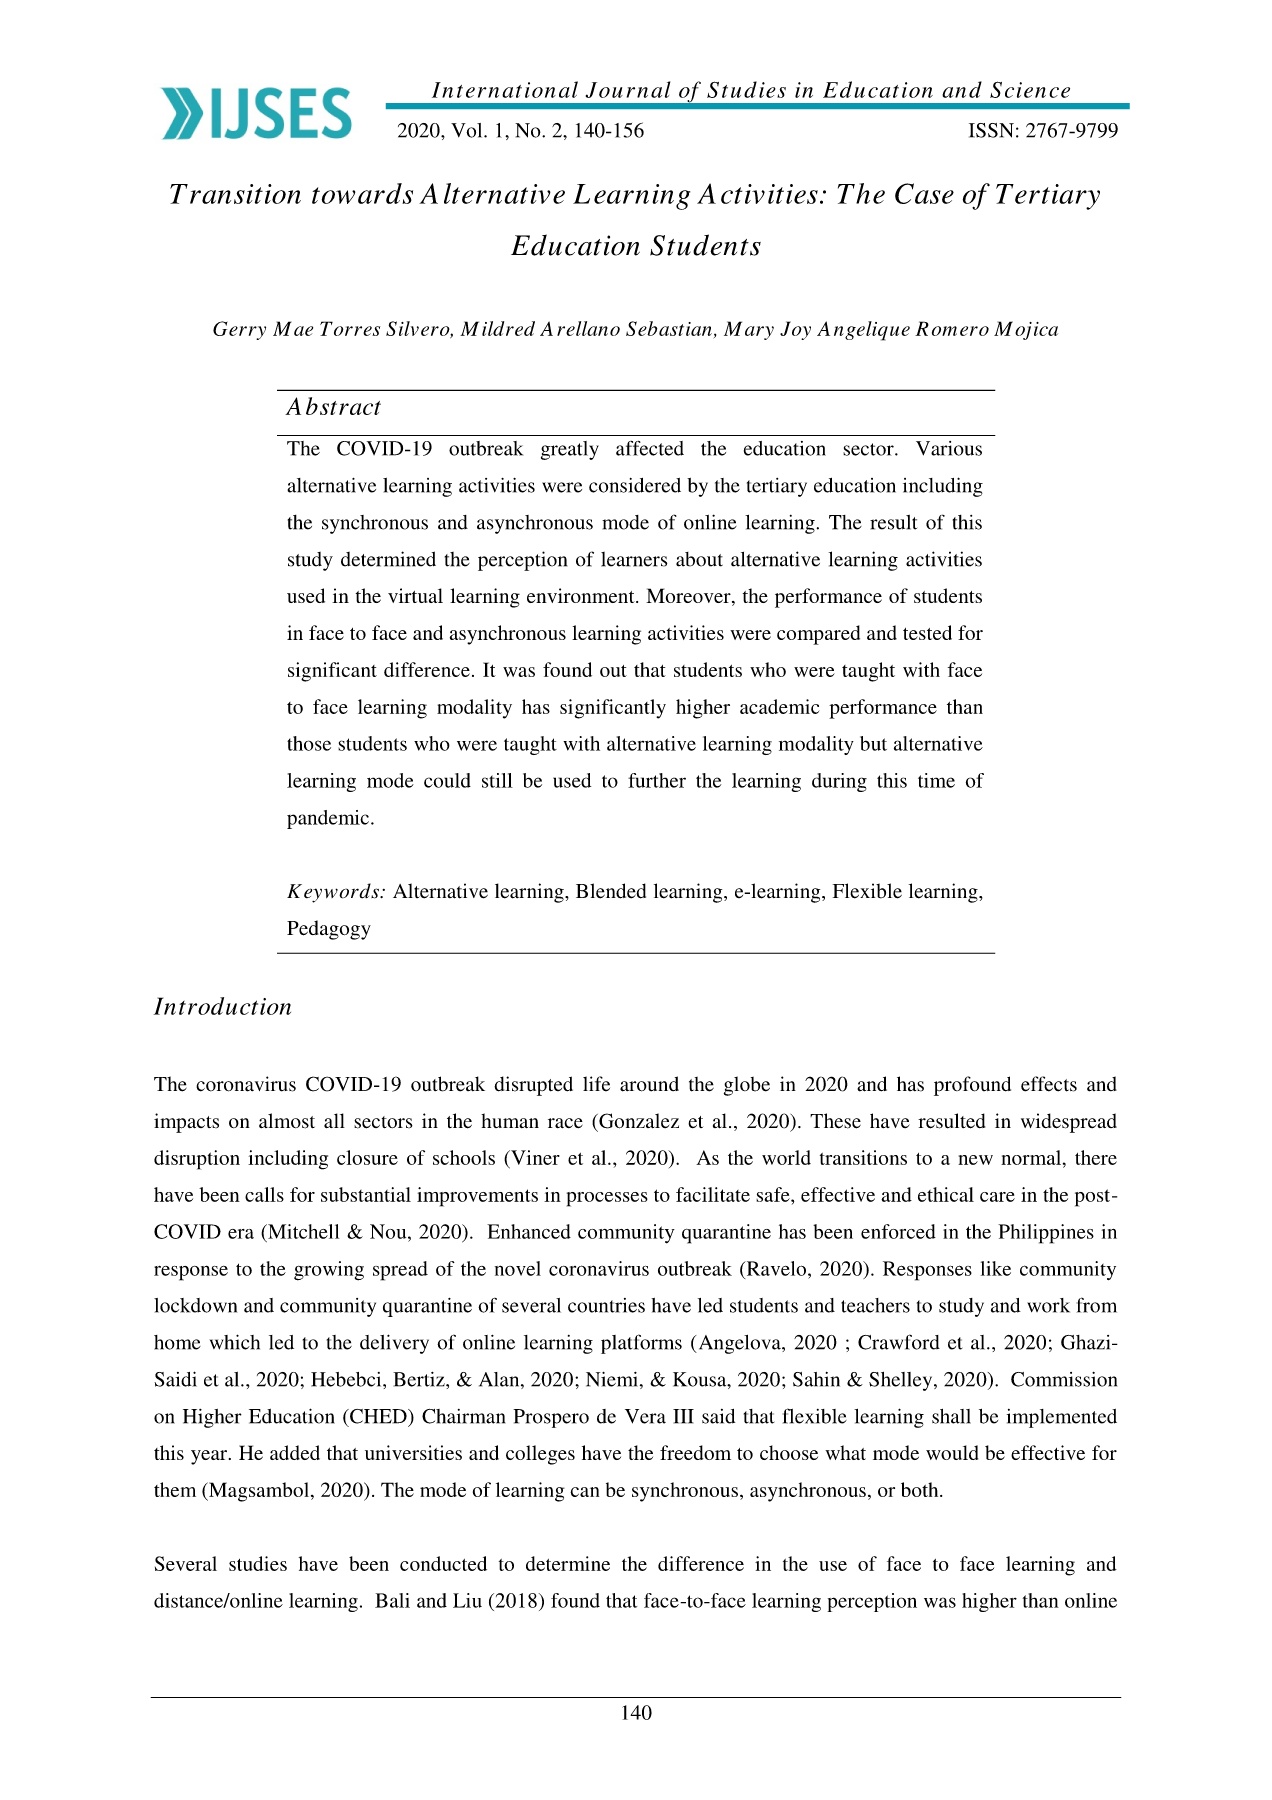 IJSES
International Journal of Studies in Education and Science
2020, Vol. 1, No. 2, 140-156 ISSN: 2767-9799
Transition towards Alternative Learning Activities: The Case of Tertiary
Education Students
Gerry Mae Torres Silvero, Mildred Arellano Sebastian, Mary Joy Angelique Romero Mojica
Abstract
The COVID-19 outbreak greatly affected the education sector. Various
alternative learning activities were considered by the tertiary education including
the synchronous and asynchronous mode of online learning. The result of this
study determined the perception of learners about alternative learning activities
used in the virtual learning environment. Moreover, the performance of students
in face to face and asynchronous learning activities were compared and tested for
significant difference. It was found out that students who were taught with face
to face learning modality has significantly higher academic performance than
those students who were taught with alternative learning modality but alternative
learning mode could still be used to further the learning during this time of
pandemic.
Keywords: Alternative learning, Blended learning, e-learning, Flexible learning,
Pedagogy
Introduction
The coronavirus COVID-19 outbreak disrupted life around the globe in 2020 and has profound effects and
impacts on almost all sectors in the human race (Gonzalez et al., 2020). These have resulted in widespread
disruption including closure of schools (Viner et al., 2020). As the world transitions to a new normal, there
have been calls for substantial improvements in processes to facilitate safe, effective and ethical care in the post-
COVID era (Mitchell & Nou, 2020). Enhanced community quarantine has been enforced in the Philippines in
response to the growing spread of the novel coronavirus outbreak (Ravelo, 2020). Responses like community
lockdown and community quarantine of several countries have led students and teachers to study and work from
home which led to the delivery of online learning platforms (Angelova, 2020 ; Crawford et al., 2020; Ghazi-
Saidi et al., 2020; Hebebci, Bertiz, & Alan, 2020; Niemi, & Kousa, 2020; Sahin & Shelley, 2020). Commission
on Higher Education (CHED) Chairman Prospero de Vera III said that flexible learning shall be implemented
this year. He added that universities and colleges have the freedom to choose what mode would be effective for
them (Magsambol, 2020). The mode of learning can be synchronous, asynchronous, or both.
Several studies have been conducted to determine the difference in the use of face to face learning and
distance/online learning. Bali and Liu (2018) found that face-to-face learning perception was higher than online
140